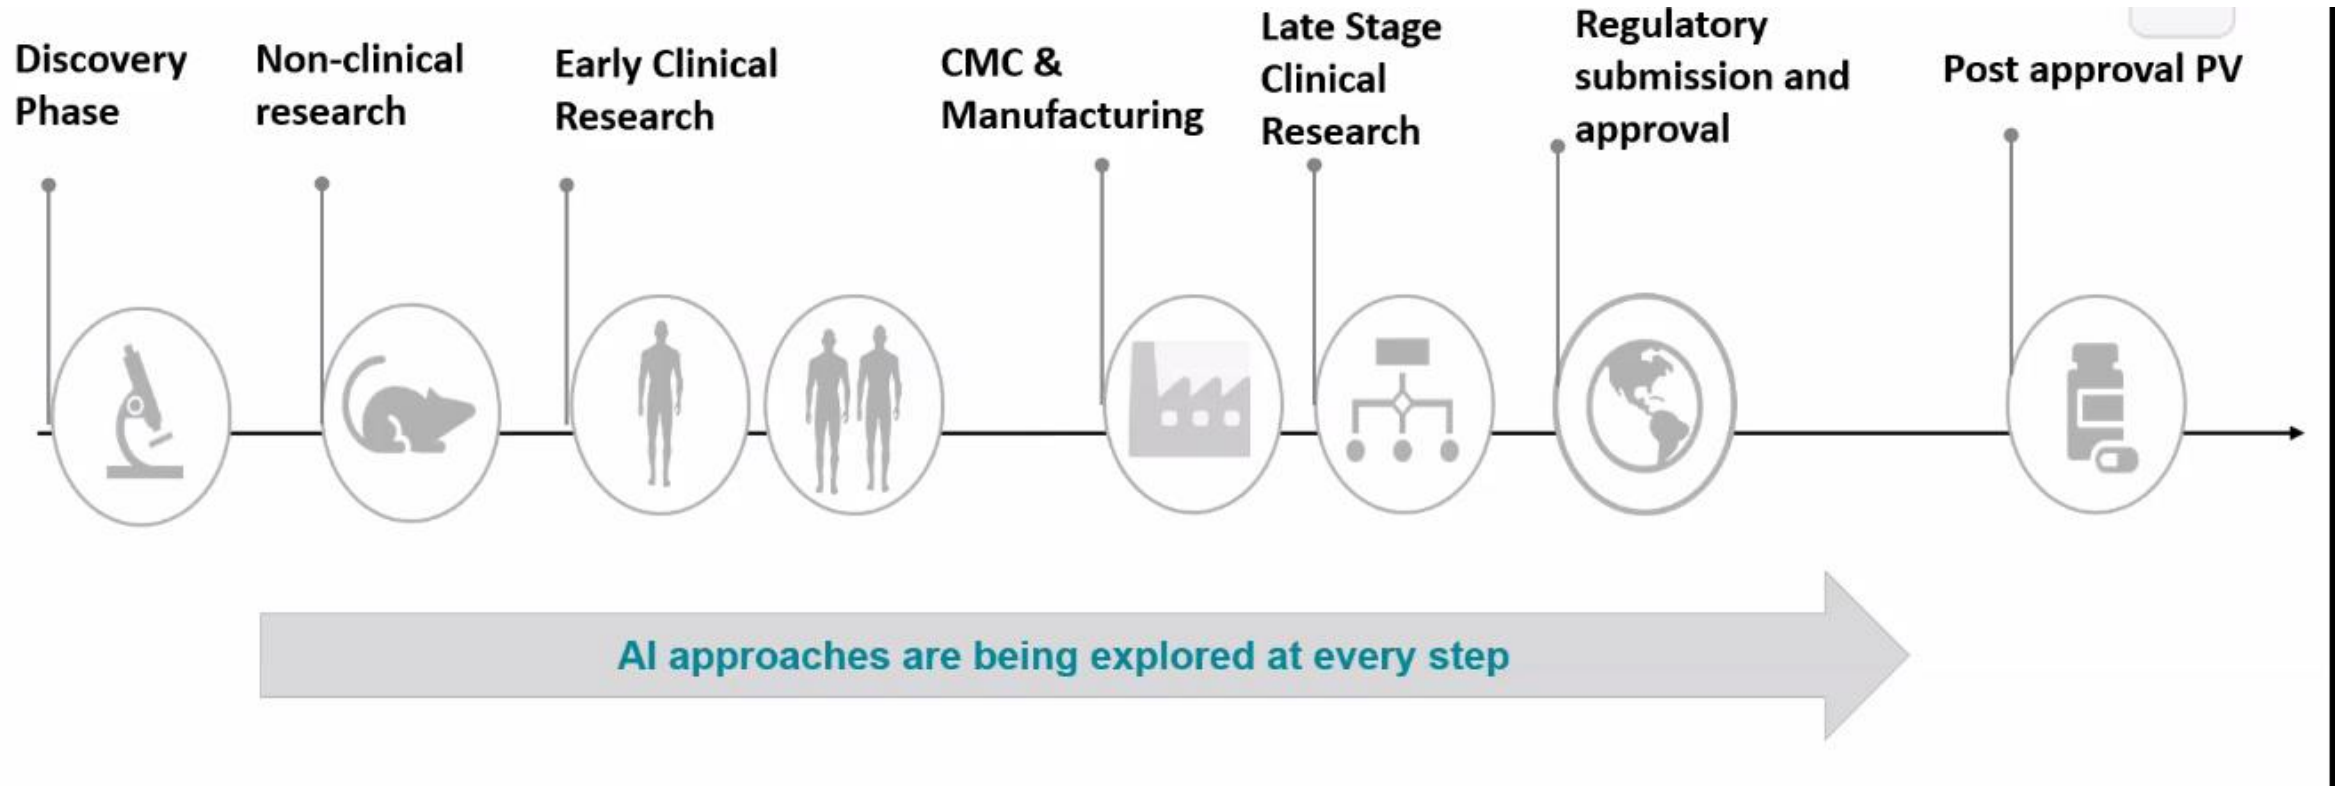 Discovery
Phase
Non-clinical
research
Early Clinical
Research
CMC &
Manufacturing
Late Stage
Clinical
Research
Regulatory
submission and
approval
Post approval PV
AI approaches are being explored at every step